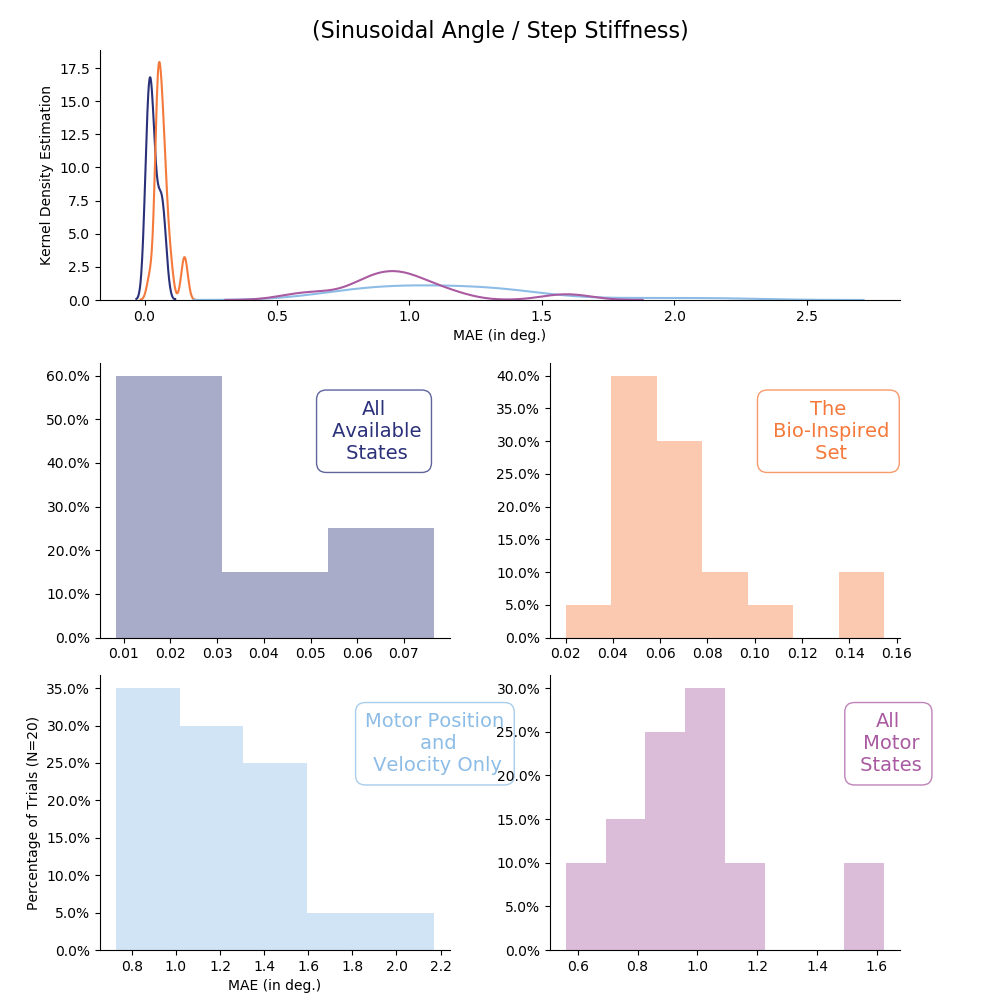 (Sinusoidal Angle / Step Stiffness)
Kernel Density Estimation
17.5
15.0
12.5
10.0
7.5
5.0
2.5
0.0
0.0 0.5 1.0 1.5 2.0 2.5
MAE (in deg.)
60.0%
50.0%
40.0%
30.0%
20.0%
10.0%
0.0%
All
Available
States
0.01 0.02 0.03 0.04 0.05 0.06 0.07
40.0%
35.0%
30.0%
25.0%
20.0%
15.0%
10.0%
5.0%
0.0%
The
Bio-Inspired
Set
0.02 0.04 0.06 0.08 0.10 0.12 0.14 0.16
Percentage of Trials (N=20)
35.0%
30.0%
25.0%
20.0%
15.0%
10.0%
5.0%
0.0%
Motor Position
and
Velocity Only
0.8 1.0 1.2 1.4 1.6 1.8 2.0 2.2
MAE (in deg.)
30.0%
25.0%
20.0%
15.0%
10.0%
5.0%
0.0%
All
Motor
States
0.6 0.8 1.0 1.2 1.4 1.6